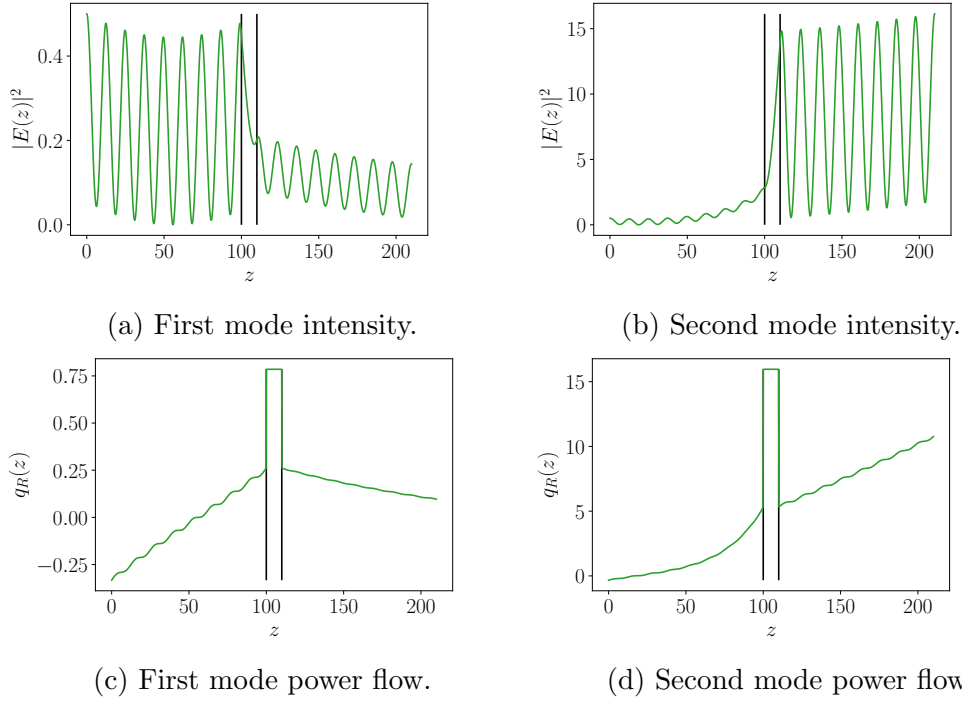 0.4
0.2
0.0
|E(z)|²
0 50 100 150 200
z
15
10
5
0
|E(z)|²
0 50 100 150 200
z
(a) First mode intensity.
(b) Second mode intensity.
0.75
0.50
0.25
0.00
−0.25
q_R(z)
0 50 100 150 200
z
15
10
5
0
q_R(z)
0 50 100 150 200
z
(c) First mode power flow.
(d) Second mode power flow